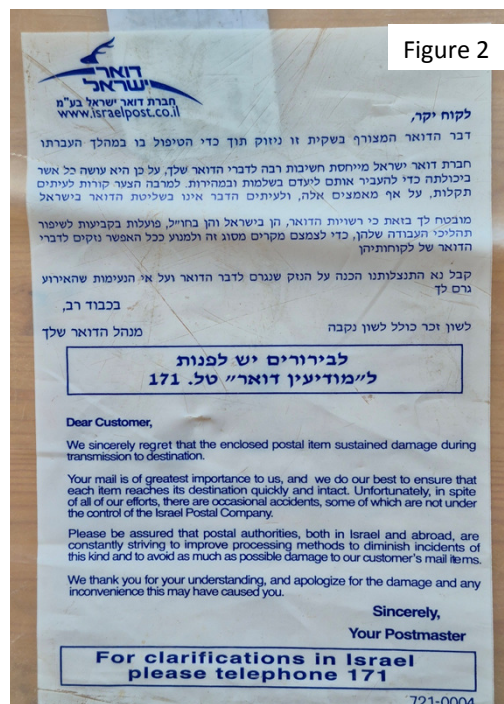 Figure 2
דואר
ישראל
חברת דואר ישראל בע"מ
www.israelpost.co.il
לקוח יקר,
דבר הדואר המצורף בשקית זו ניזוק תוך כדי הטיפול בו במהלך העברתו
חברת דואר ישראל מייחסת חשיבות רבה לדברי הדואר שלך, על כן היא עושה כל אשר
ביכולתה כדי להעביר אותם ליעדם בשלמות ובמהירות. למרבה הצער קורות לעיתים
תקלות, על אף מאמצים אלה, ולעיתים הדבר אינו בשליטת הדואר בישראל
מובטח לך בזאת כי רשויות הדואר, הן בישראל והן בחו"ל, פועלות בקביעות לשיפור
תהליכי העבודה שלהן, כדי לצמצם מקרים מסוג זה ולמנוע ככל האפשר נזקים לדברי
הדואר של לקוחותיהן
קבל נא התנצלותנו הכנה על הנזק שנגרם לדבר הדואר ועל אי הנעימות שהאירוע
גרם לך
בכבוד רב,
לשון זכר כולל לשון נקבה
מנהל הדואר שלך
לבירורים יש לפנות
ל"מודיעין דואר" טל. 171
Dear Customer,
We sincerely regret that the enclosed postal item sustained damage during
transmission to destination.
Your mail is of greatest importance to us, and we do our best to ensure that
each item reaches its destination quickly and intact. Unfortunately, in spite
of all of our efforts, there are occasional accidents, some of which are not under
the control of the Israel Postal Company.
Please be assured that postal authorities, both in Israel and abroad, are
constantly striving to improve processing methods to diminish incidents of
this kind and to avoid as much as possible damage to our customer's mail items.
We thank you for your understanding, and apologize for the damage and any
inconvenience this may have caused you.
Sincerely,
Your Postmaster
For clarifications in Israel
please telephone 171
721-0004